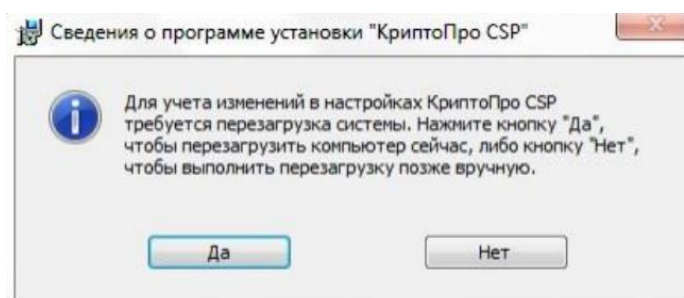 Сведения о программе установки "КриптоПро CSP"
Для учета изменений в настройках КриптоПро CSP
требуется перезагрузка системы. Нажмите кнопку "Да",
чтобы перезагрузить компьютер сейчас, либо кнопку "Нет",
чтобы выполнить перезагрузку позже вручную.
Да
Нет